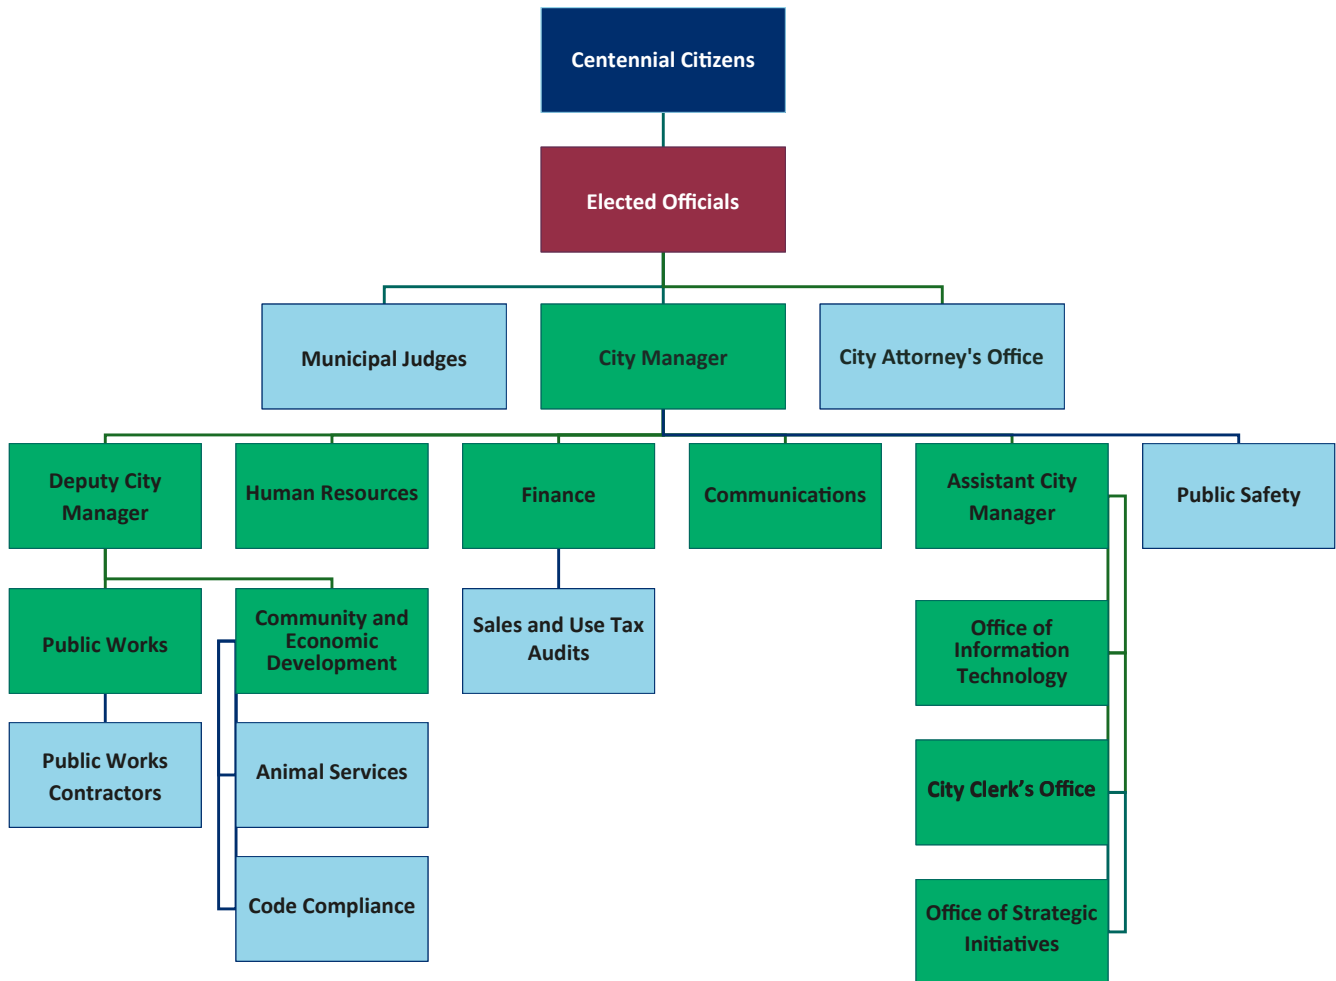 Centennial Citizens
Elected Officials
Municipal Judges
City Manager
City Attorney's Office
Deputy City
Manager
Human Resources
Finance
Communications
Assistant City
Manager
Public Safety
Public Works
Community and
Economic
Development
Sales and Use Tax
Audits
Office of
Information
Technology
Public Works
Contractors
Animal Services
City Clerk’s Office
Code Compliance
Office of Strategic
Initiatives